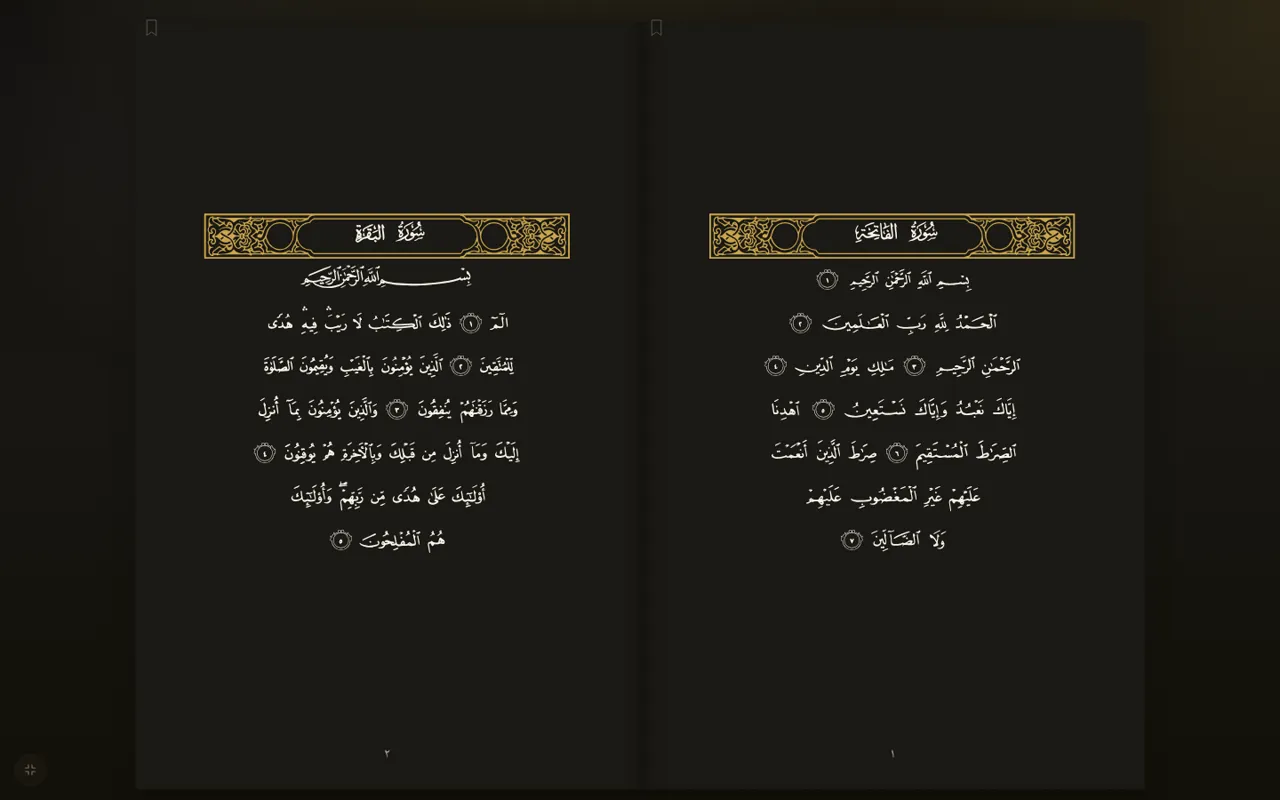 سُورَةُ الفَاتِحَةِ
بِسْمِ ٱللَّهِ ٱلرَّحْمَٰنِ ٱلرَّحِيمِ ١
ٱلْحَمْدُ لِلَّهِ رَبِّ ٱلْعَٰلَمِينَ ٢
ٱلرَّحْمَٰنِ ٱلرَّحِيمِ ٣ مَٰلِكِ يَوْمِ ٱلدِّينِ ٤
إِيَّاكَ نَعْبُدُ وَإِيَّاكَ نَسْتَعِينُ ٥ ٱهْدِنَا
ٱلصِّرَٰطَ ٱلْمُسْتَقِيمَ ٦ صِرَٰطَ ٱلَّذِينَ أَنْعَمْتَ
عَلَيْهِمْ غَيْرِ ٱلْمَغْضُوبِ عَلَيْهِمْ
وَلَا ٱلضَّآلِّينَ ٧
١
سُورَةُ البَقَرَةِ
بِسْمِ ٱللَّهِ ٱلرَّحْمَٰنِ ٱلرَّحِيمِ
الٓمٓ ١ ذَٰلِكَ ٱلْكِتَٰبُ لَا رَيْبَ ۛ فِيهِ ۛ هُدًى
لِّلْمُتَّقِينَ ٢ ٱلَّذِينَ يُؤْمِنُونَ بِٱلْغَيْبِ وَيُقِيمُونَ ٱلصَّلَوٰةَ
وَمِمَّا رَزَقْنَٰهُمْ يُنفِقُونَ ٣ وَٱلَّذِينَ يُؤْمِنُونَ بِمَآ أُنزِلَ
إِلَيْكَ وَمَآ أُنزِلَ مِن قَبْلِكَ وَبِٱلْءَاخِرَةِ هُمْ يُوقِنُونَ ٤
أُو۟لَٰٓئِكَ عَلَىٰ هُدًى مِّن رَّبِّهِمْ ۖ وَأُو۟لَٰٓئِكَ
هُمُ ٱلْمُفْلِحُونَ ٥
٢